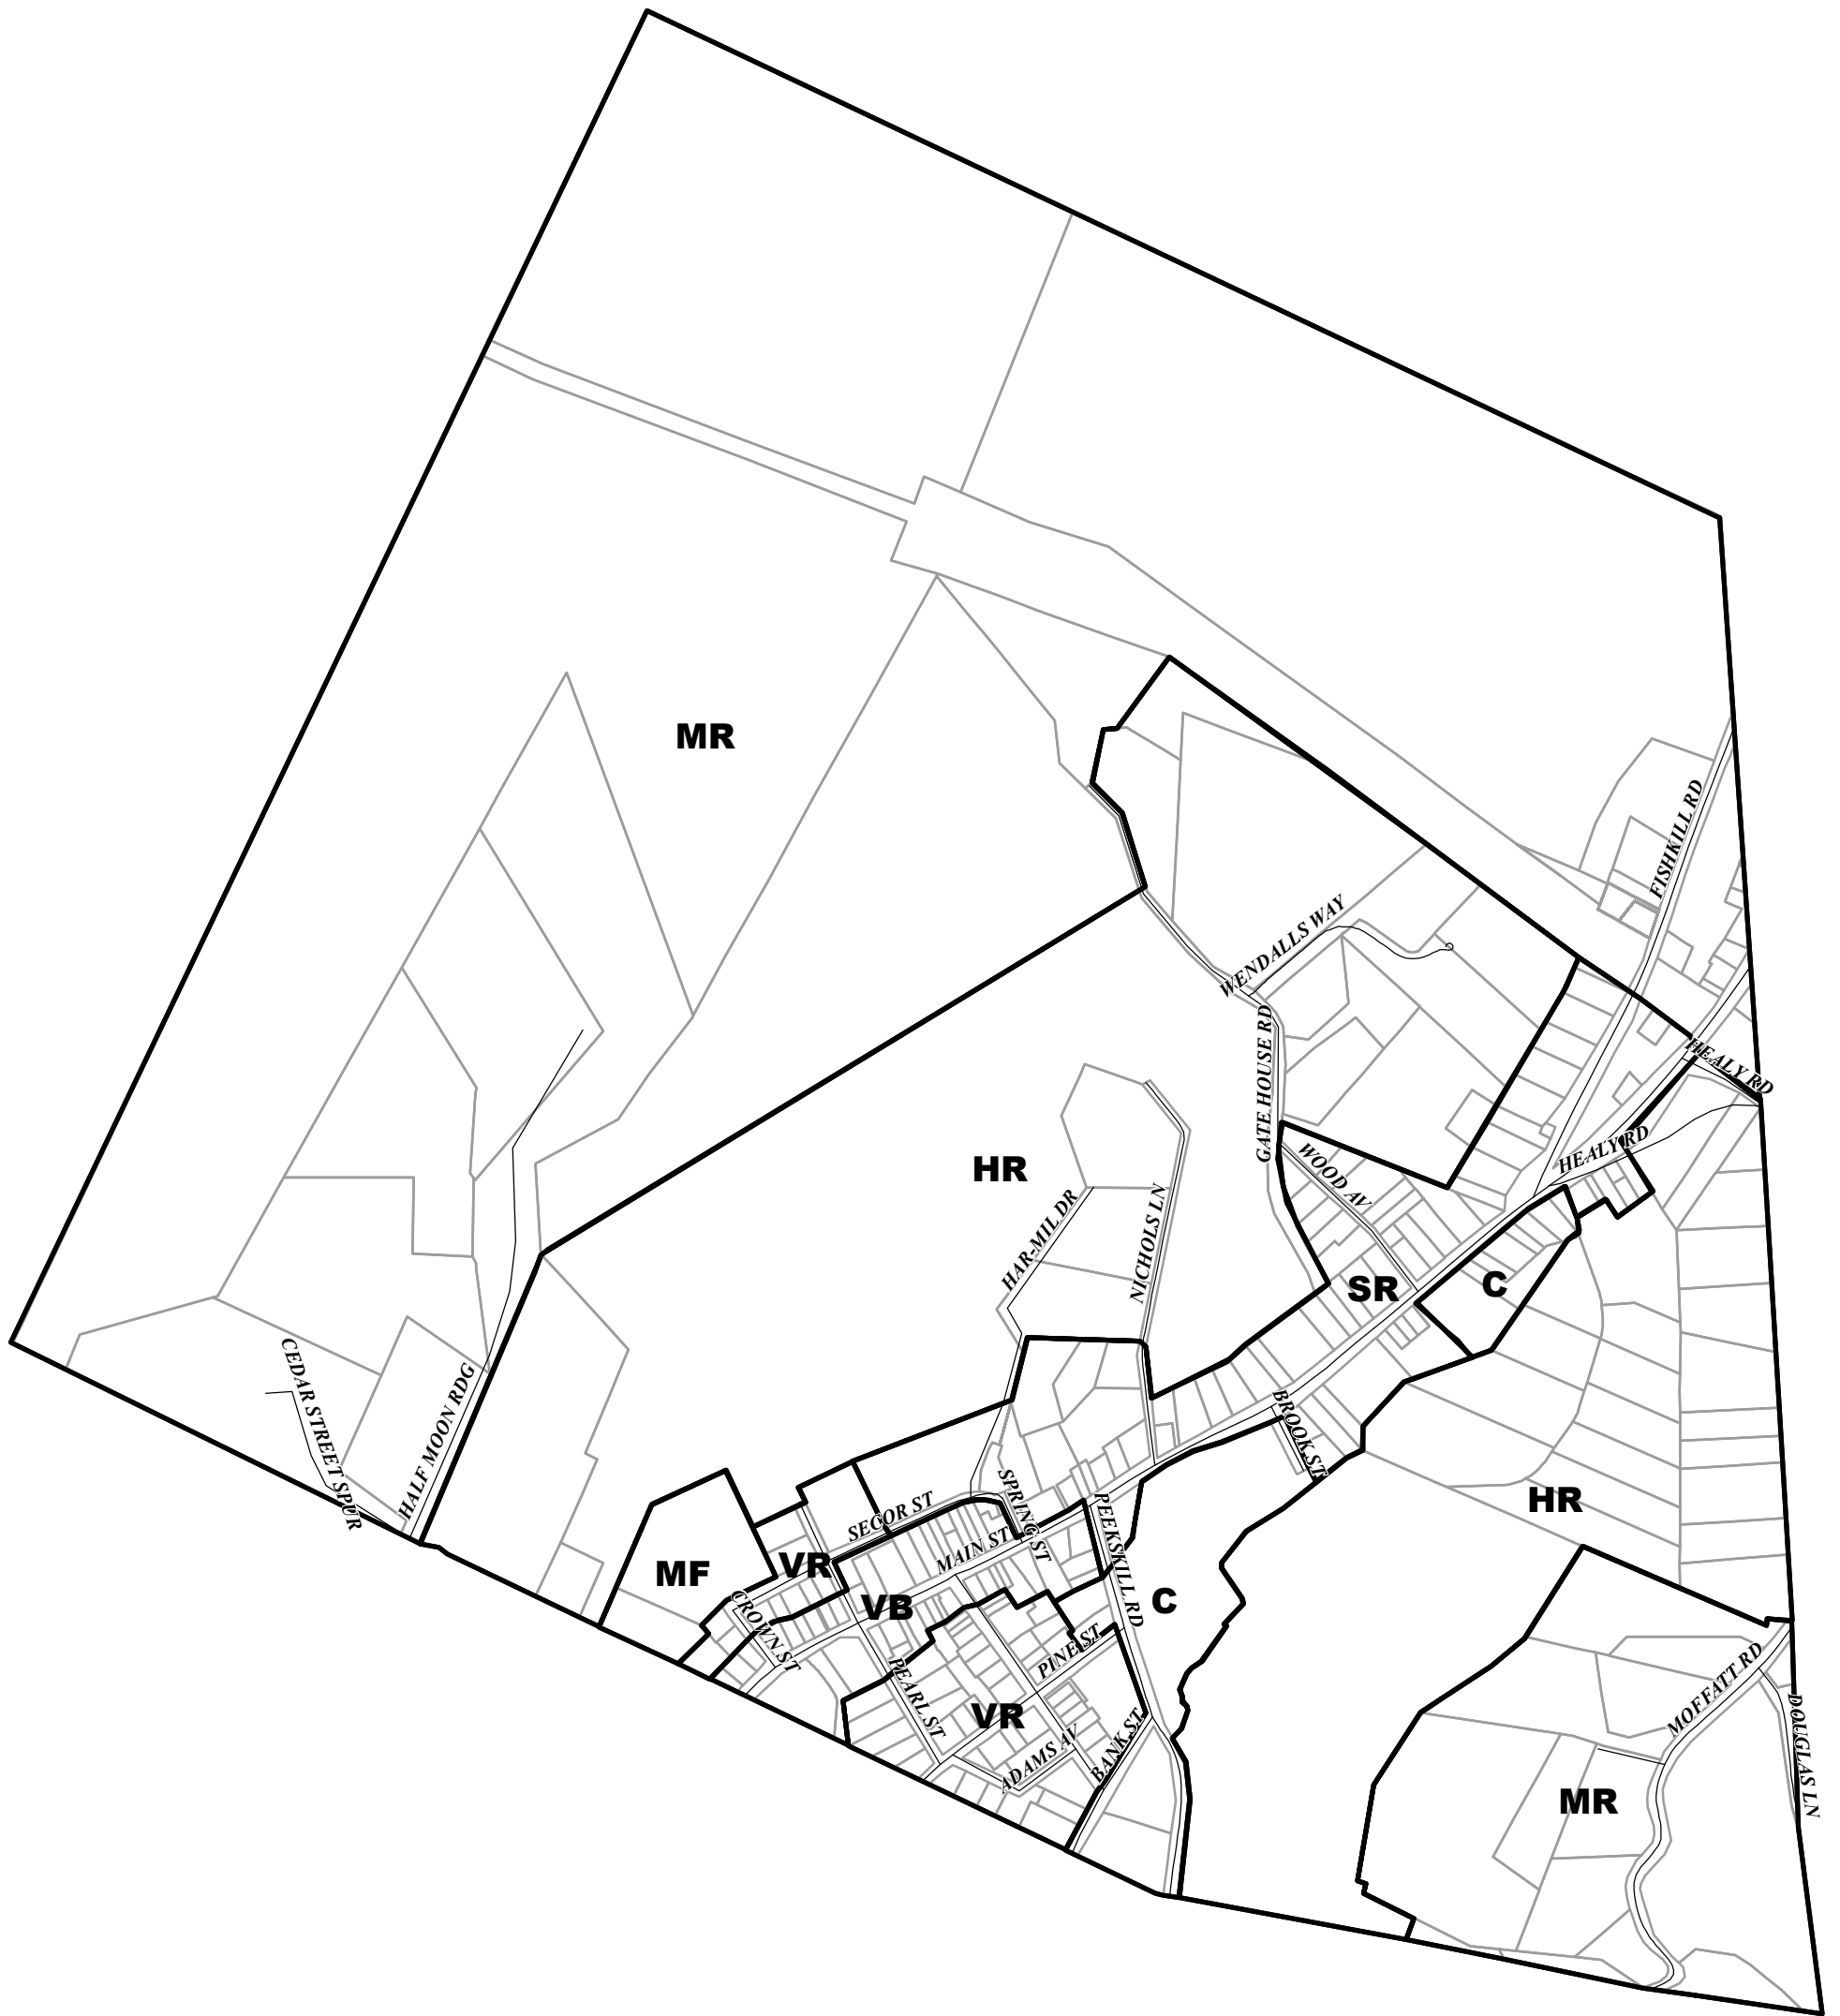 MR
FISHKILL RD
WENDALLS WAY
GATE HOUSE RD
HEALY RD
HEALY RD
WOOD AV
HR
HAR-MIL DR
NICHOLS LN
SR
C
CEDAR STREET SPUR
HALF MOON RDG
BROOK ST
SECOR ST
SPRING ST
MAIN ST
PEEKSKILL RD
HR
MF
VR
VB
C
CROWN ST
PINE ST
PEARL ST
VR
ADAMS AV
BANK ST
MOFFATT RD
DOUGLAS LN
MR